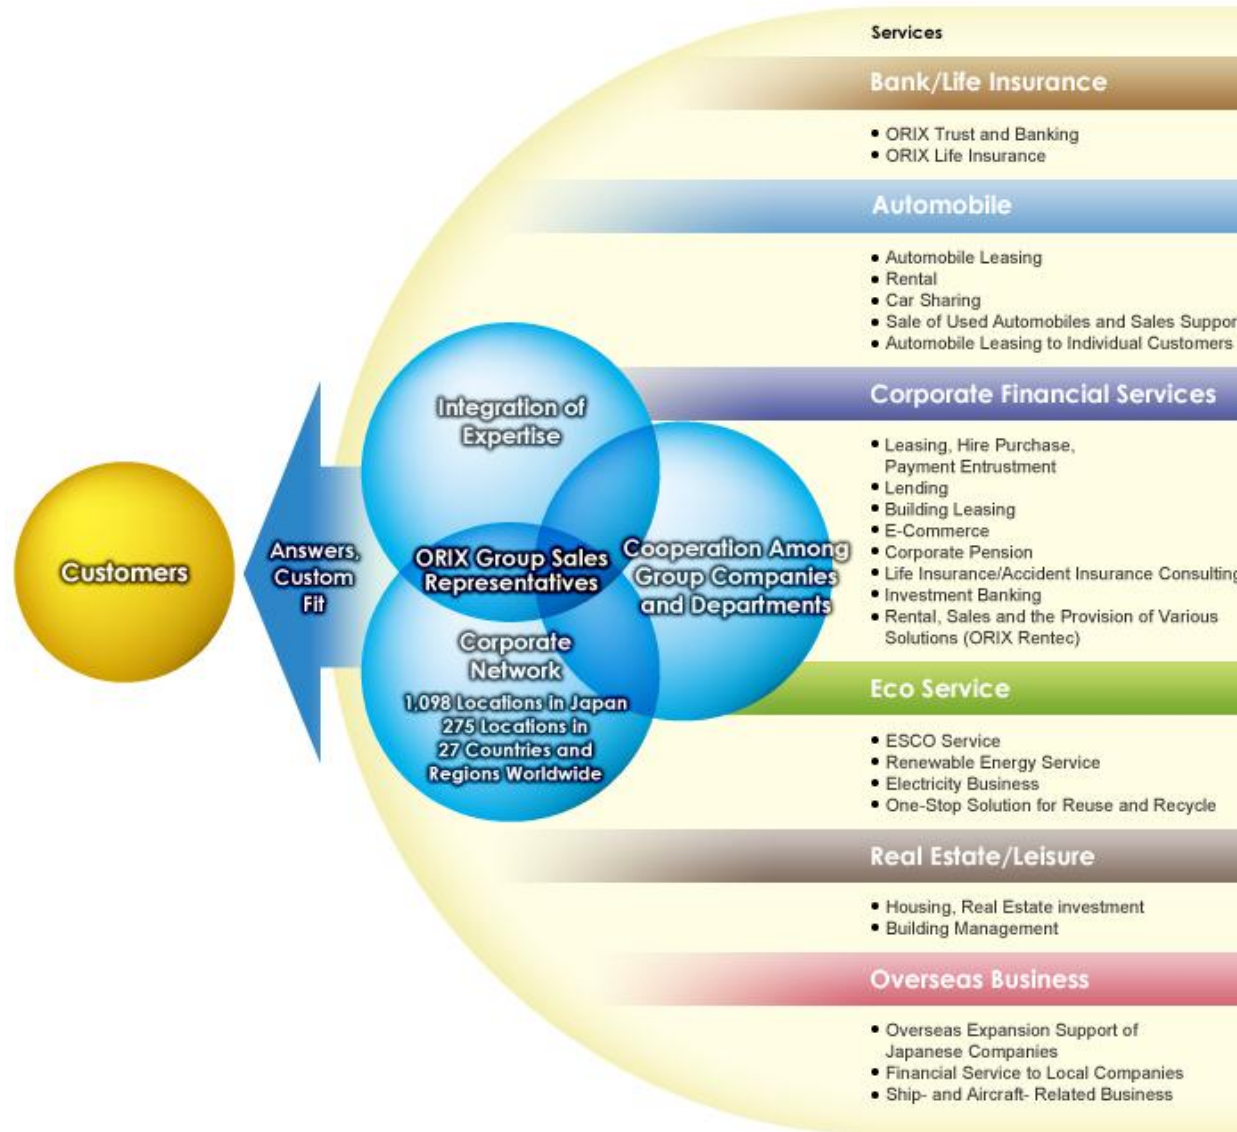 Services
Bank/Life Insurance
• ORIX Trust and Banking
• ORIX Life Insurance
Automobile
• Automobile Leasing
• Rental
• Car Sharing
• Sale of Used Automobiles and Sales Suppor
• Automobile Leasing to Individual Customers
Corporate Financial Services
• Leasing, Hire Purchase,
Payment Entrustment
• Lending
• Building Leasing
• E-Commerce
• Corporate Pension
• Life Insurance/Accident Insurance Consulting
• Investment Banking
• Rental, Sales and the Provision of Various
Solutions (ORIX Rentec)
Eco Service
• ESCO Service
• Renewable Energy Service
• Electricity Business
• One-Stop Solution for Reuse and Recycle
Real Estate/Leisure
• Housing, Real Estate investment
• Building Management
Overseas Business
• Overseas Expansion Support of
Japanese Companies
• Financial Service to Local Companies
• Ship- and Aircraft- Related Business
Integration of
Expertise
ORIX Group Sales
Representatives
Cooperation Among
Group Companies
and Departments
Corporate
Network
1,098 Locations in Japan
275 Locations in
27 Countries and
Regions Worldwide
Answers,
Custom
Fit
Customers